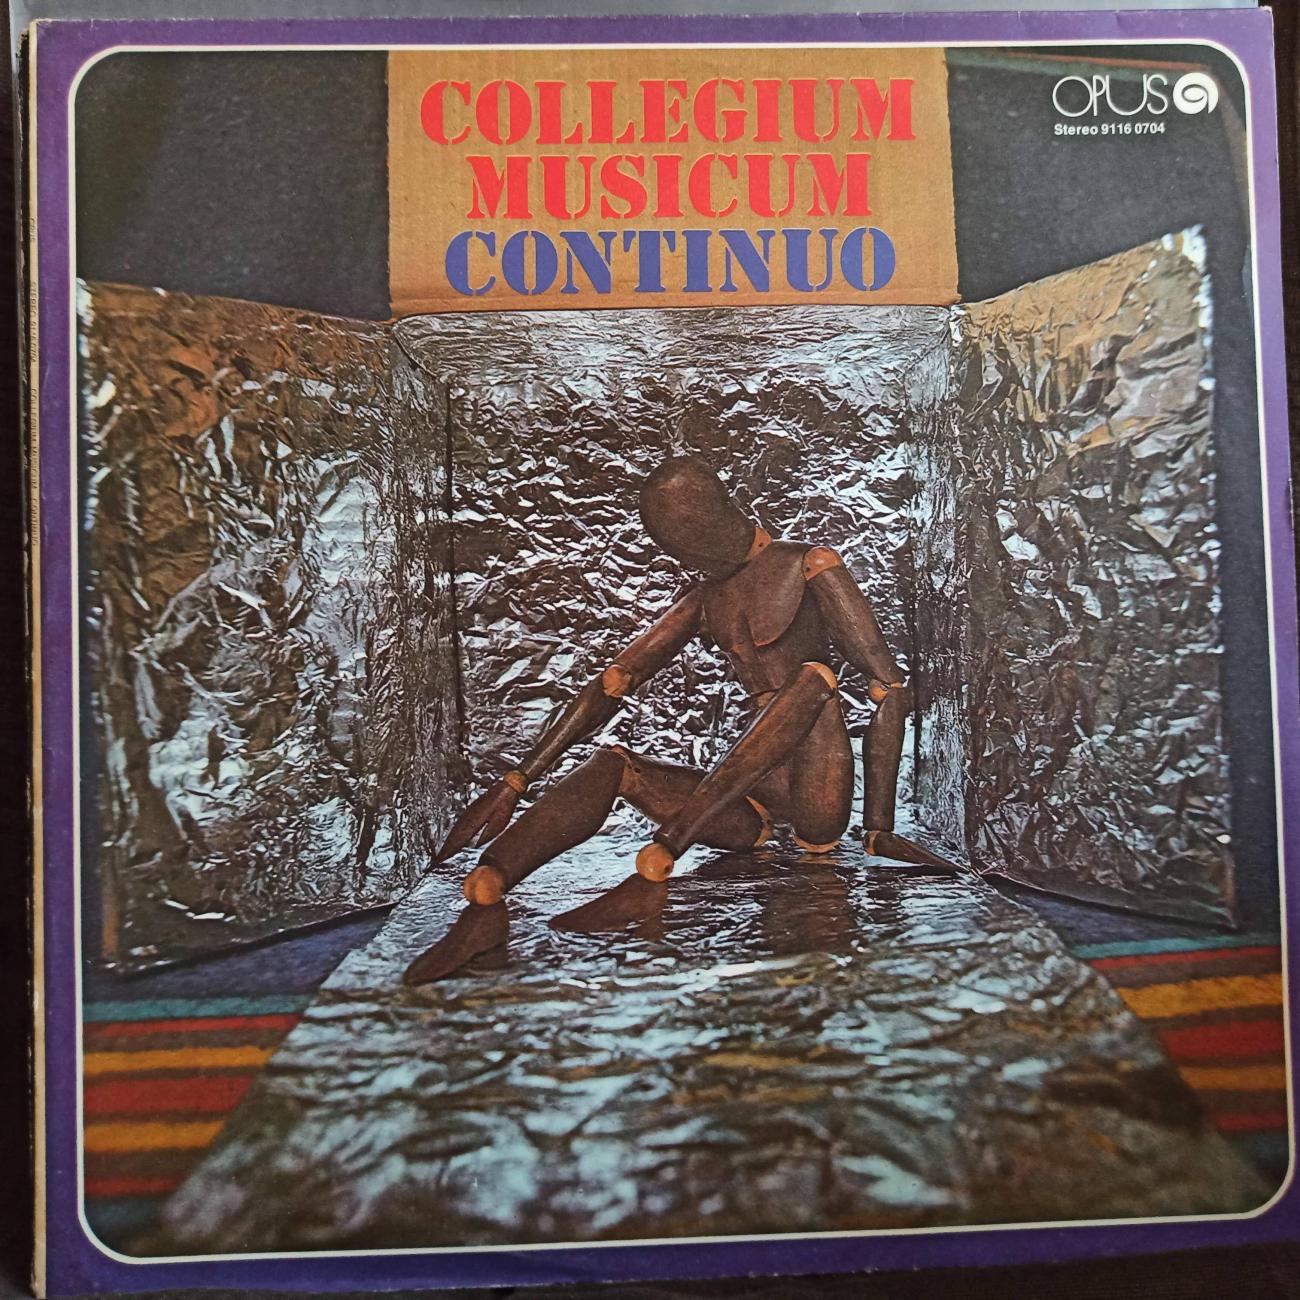 COLLEGIUM
MUSICUM
CONTINUO
OPUS
Stereo 9116 0704